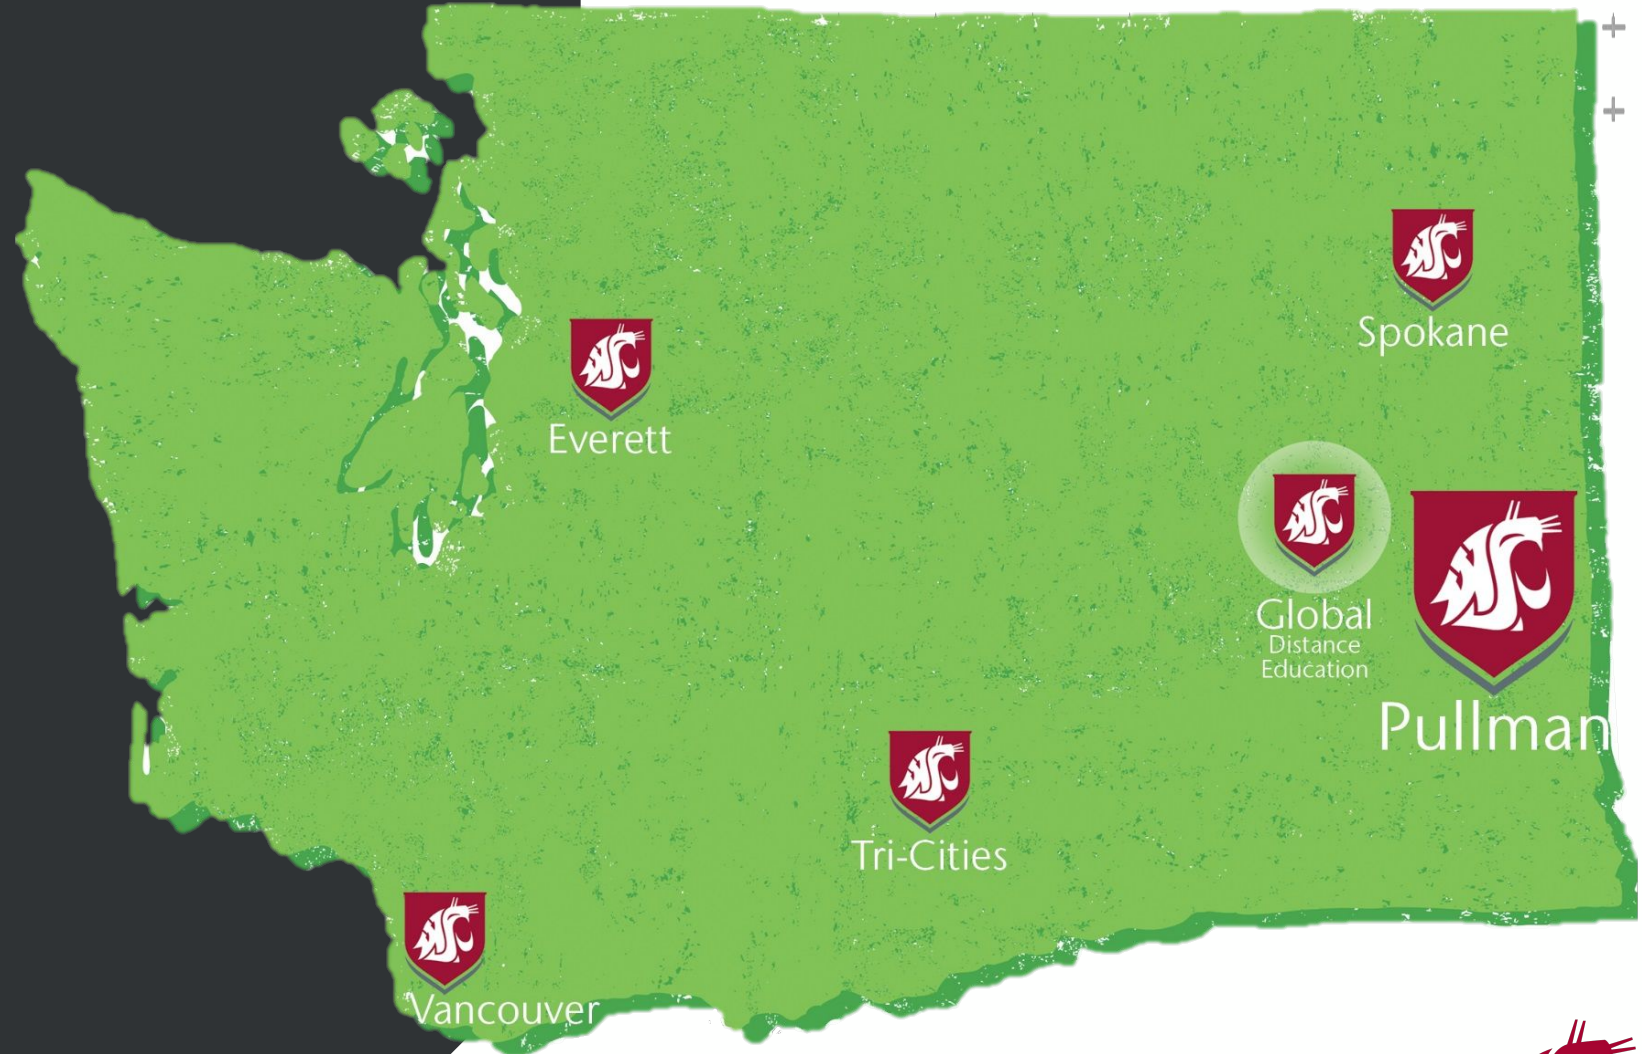 Spokane
Everett
Global
Distance
Education
Pullman
Tri-Cities
Vancouver